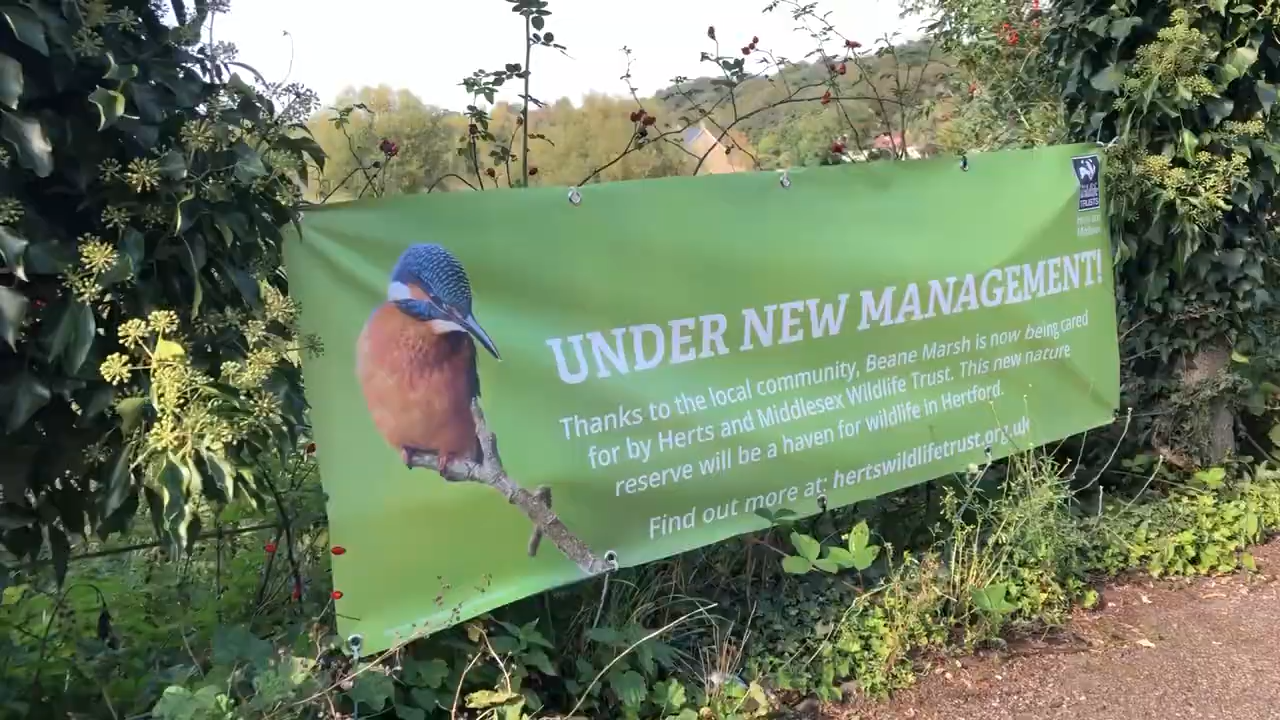 TRUSTS
UNDER NEW MANAGEMENT!
Thanks to the local community, Beane Marsh is now being cared
for by Herts and Middlesex Wildlife Trust. This new nature
reserve will be a haven for wildlife in Hertford.
Find out more at: hertswildlifetrust.org.uk